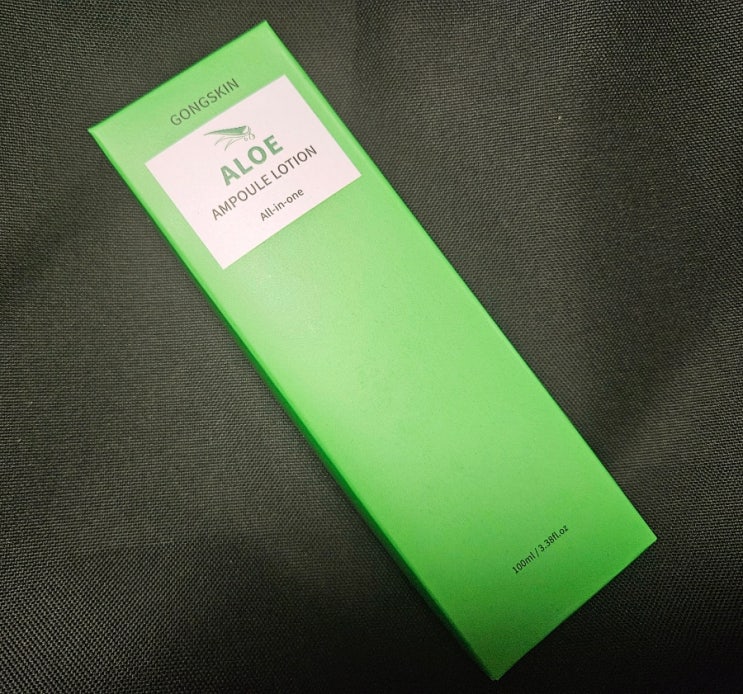 GONGSKIN
ALOE
AMPOULE LOTION
All-in-one
100ml / 3.38fl.oz